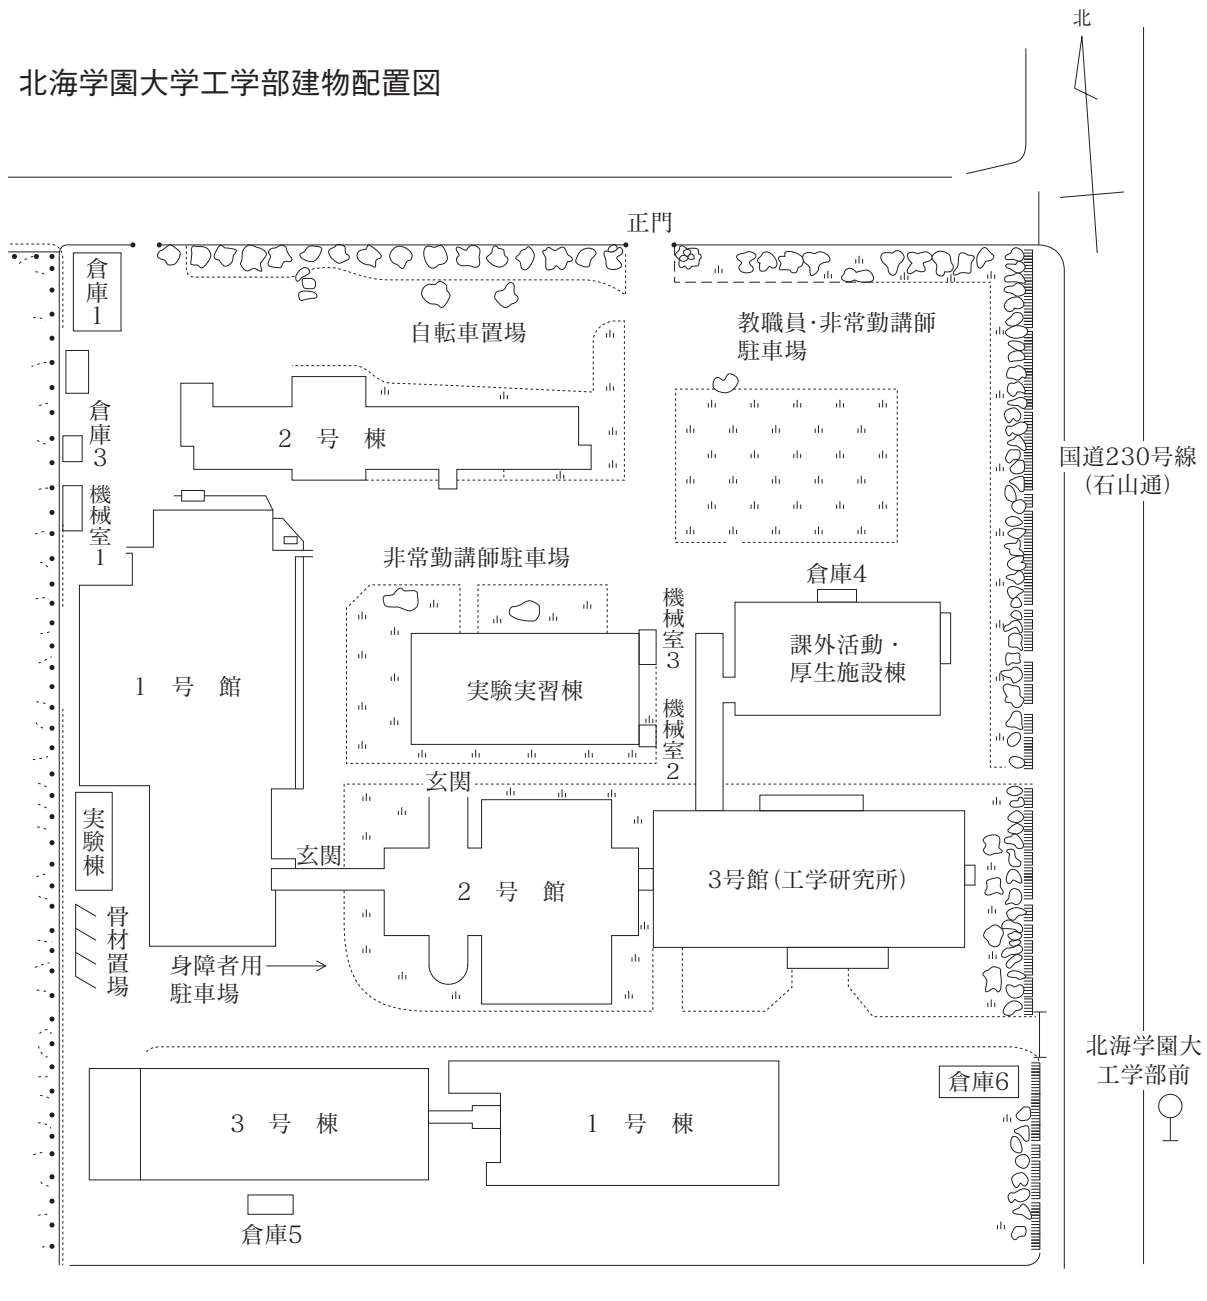 北
北海学園大学工学部建物配置図
正門
倉庫1
自転車置場
教職員・非常勤講師
駐車場
倉庫3
2号棟
国道230号線
(石山通)
機械室1
非常勤講師駐車場
倉庫4
機械室3
課外活動・
厚生施設棟
1号館
実験実習棟
機械室2
玄関
実験棟
玄関
2号館
3号館(工学研究所)
骨材置場
身障者用
駐車場
北海学園大
工学部前
倉庫6
3号棟
1号棟
倉庫5